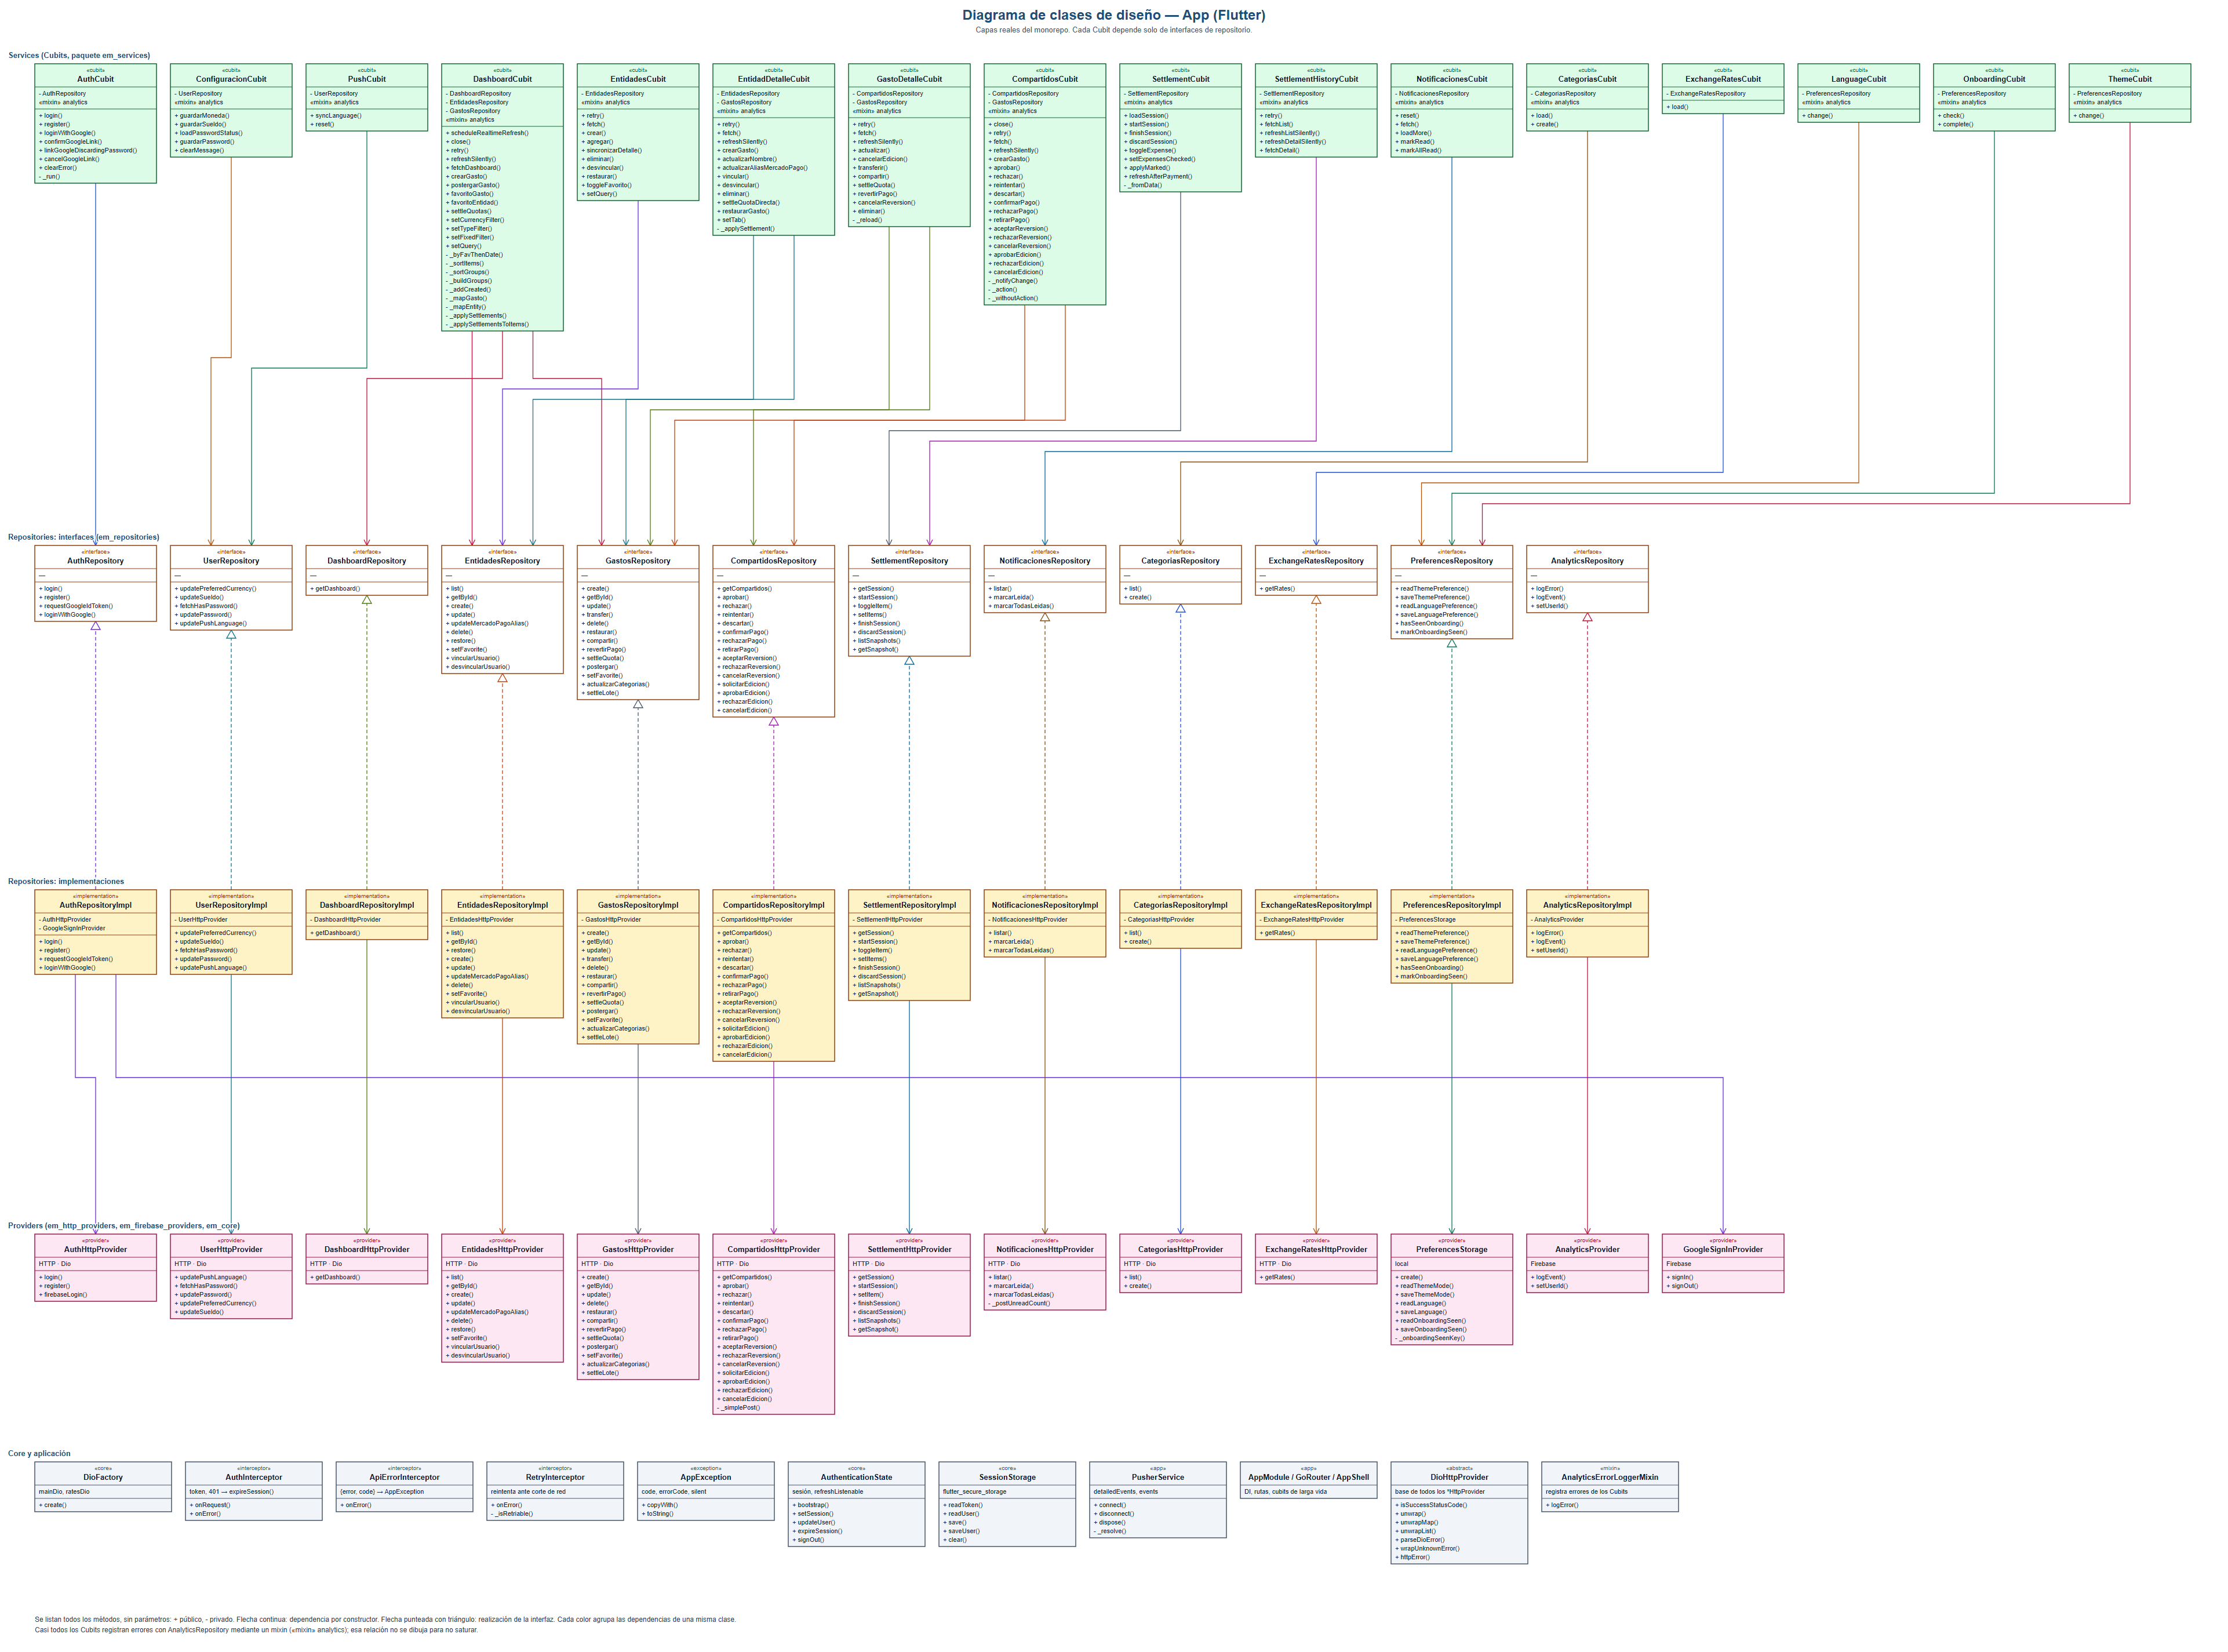 Diagrama de clases de diseño — App (Flutter)
Capas reales del monorepo. Cada Cubit depende solo de interfaces de repositorio.
Services (Cubits, paquete em_services)
«cubit»
AuthCubit
- AuthRepository
«mixin» analytics
+ login()
+ register()
+ loginWithGoogle()
+ confirmGoogleLink()
+ linkGoogleDiscardingPassword()
+ cancelGoogleLink()
+ clearError()
- _run()
«cubit»
ConfiguracionCubit
- UserRepository
«mixin» analytics
+ guardarMoneda()
+ guardarSueldo()
+ loadPasswordStatus()
+ guardarPassword()
+ clearMessage()
«cubit»
PushCubit
- UserRepository
«mixin» analytics
+ syncLanguage()
+ reset()
«cubit»
DashboardCubit
- DashboardRepository
- EntidadesRepository
- GastosRepository
«mixin» analytics
+ scheduleRealtimeRefresh()
+ close()
+ retry()
+ refreshSilently()
+ fetchDashboard()
+ crearGasto()
+ postergarGasto()
+ favoritoGasto()
+ favoritoEntidad()
+ settleQuotas()
+ setCurrencyFilter()
+ setTypeFilter()
+ setFixedFilter()
+ setQuery()
- _byFavThenDate()
- _sortItems()
- _sortGroups()
- _buildGroups()
- _addCreated()
- _mapGasto()
- _mapEntity()
- _applySettlements()
- _applySettlementsToItems()
«cubit»
EntidadesCubit
- EntidadesRepository
«mixin» analytics
+ retry()
+ fetch()
+ crear()
+ agregar()
+ sincronizarDetalle()
+ eliminar()
+ desvincular()
+ restaurar()
+ toggleFavorito()
+ setQuery()
«cubit»
EntidadDetalleCubit
- EntidadesRepository
- GastosRepository
«mixin» analytics
+ retry()
+ fetch()
+ refreshSilently()
+ crearGasto()
+ actualizarNombre()
+ actualizarAliasMercadoPago()
+ vincular()
+ desvincular()
+ eliminar()
+ settleQuotaDirecta()
+ restaurarGasto()
+ setTab()
- _applySettlement()
«cubit»
GastoDetalleCubit
- CompartidosRepository
- GastosRepository
«mixin» analytics
+ retry()
+ fetch()
+ refreshSilently()
+ actualizar()
+ cancelarEdicion()
+ transferir()
+ compartir()
+ settleQuota()
+ revertirPago()
+ cancelarReversion()
+ eliminar()
- _reload()
«cubit»
CompartidosCubit
- CompartidosRepository
- GastosRepository
«mixin» analytics
+ close()
+ retry()
+ fetch()
+ refreshSilently()
+ crearGasto()
+ aprobar()
+ rechazar()
+ reintentar()
+ descartar()
+ confirmarPago()
+ rechazarPago()
+ retirarPago()
+ aceptarReversion()
+ rechazarReversion()
+ cancelarReversion()
+ aprobarEdicion()
+ rechazarEdicion()
+ cancelarEdicion()
- _notifyChange()
- _action()
- _withoutAction()
«cubit»
SettlementCubit
- SettlementRepository
«mixin» analytics
+ loadSession()
+ startSession()
+ finishSession()
+ discardSession()
+ toggleExpense()
+ setExpensesChecked()
+ applyMarked()
+ refreshAfterPayment()
- _fromData()
«cubit»
SettlementHistoryCubit
- SettlementRepository
«mixin» analytics
+ retry()
+ fetchList()
+ refreshListSilently()
+ refreshDetailSilently()
+ fetchDetail()
«cubit»
NotificacionesCubit
- NotificacionesRepository
«mixin» analytics
+ reset()
+ fetch()
+ loadMore()
+ markRead()
+ markAllRead()
«cubit»
CategoriasCubit
- CategoriasRepository
«mixin» analytics
+ load()
+ create()
«cubit»
ExchangeRatesCubit
- ExchangeRatesRepository
+ load()
«cubit»
LanguageCubit
- PreferencesRepository
«mixin» analytics
+ change()
«cubit»
OnboardingCubit
- PreferencesRepository
«mixin» analytics
+ check()
+ complete()
«cubit»
ThemeCubit
- PreferencesRepository
«mixin» analytics
+ change()
Repositories: interfaces (em_repositories)
«interface»
AuthRepository
—
+ login()
+ register()
+ requestGoogleIdToken()
+ loginWithGoogle()
«interface»
UserRepository
—
+ updatePreferredCurrency()
+ updateSueldo()
+ fetchHasPassword()
+ updatePassword()
+ updatePushLanguage()
«interface»
DashboardRepository
—
+ getDashboard()
«interface»
EntidadesRepository
—
+ list()
+ getById()
+ create()
+ update()
+ updateMercadoPagoAlias()
+ delete()
+ restore()
+ setFavorite()
+ vincularUsuario()
+ desvincularUsuario()
«interface»
GastosRepository
—
+ create()
+ getById()
+ update()
+ transfer()
+ delete()
+ restaurar()
+ compartir()
+ revertirPago()
+ settleQuota()
+ postergar()
+ setFavorite()
+ actualizarCategorias()
+ settleLote()
«interface»
CompartidosRepository
—
+ getCompartidos()
+ aprobar()
+ rechazar()
+ reintentar()
+ descartar()
+ confirmarPago()
+ rechazarPago()
+ retirarPago()
+ aceptarReversion()
+ rechazarReversion()
+ cancelarReversion()
+ solicitarEdicion()
+ aprobarEdicion()
+ rechazarEdicion()
+ cancelarEdicion()
«interface»
SettlementRepository
—
+ getSession()
+ startSession()
+ toggleItem()
+ setItems()
+ finishSession()
+ discardSession()
+ listSnapshots()
+ getSnapshot()
«interface»
NotificacionesRepository
—
+ listar()
+ marcarLeida()
+ marcarTodasLeidas()
«interface»
CategoriasRepository
—
+ list()
+ create()
«interface»
ExchangeRatesRepository
—
+ getRates()
«interface»
PreferencesRepository
—
+ readThemePreference()
+ saveThemePreference()
+ readLanguagePreference()
+ saveLanguagePreference()
+ hasSeenOnboarding()
+ markOnboardingSeen()
«interface»
AnalyticsRepository
—
+ logError()
+ logEvent()
+ setUserId()
Repositories: implementaciones
«implementation»
AuthRepositoryImpl
- AuthHttpProvider
- GoogleSignInProvider
+ login()
+ register()
+ requestGoogleIdToken()
+ loginWithGoogle()
«implementation»
UserRepositoryImpl
- UserHttpProvider
+ updatePreferredCurrency()
+ updateSueldo()
+ fetchHasPassword()
+ updatePassword()
+ updatePushLanguage()
«implementation»
DashboardRepositoryImpl
- DashboardHttpProvider
+ getDashboard()
«implementation»
EntidadesRepositoryImpl
- EntidadesHttpProvider
+ list()
+ getById()
+ restore()
+ create()
+ update()
+ updateMercadoPagoAlias()
+ delete()
+ setFavorite()
+ vincularUsuario()
+ desvincularUsuario()
«implementation»
GastosRepositoryImpl
- GastosHttpProvider
+ create()
+ getById()
+ update()
+ transfer()
+ delete()
+ restaurar()
+ compartir()
+ revertirPago()
+ settleQuota()
+ postergar()
+ setFavorite()
+ actualizarCategorias()
+ settleLote()
«implementation»
CompartidosRepositoryImpl
- CompartidosHttpProvider
+ getCompartidos()
+ aprobar()
+ rechazar()
+ reintentar()
+ descartar()
+ confirmarPago()
+ rechazarPago()
+ retirarPago()
+ aceptarReversion()
+ rechazarReversion()
+ cancelarReversion()
+ solicitarEdicion()
+ aprobarEdicion()
+ rechazarEdicion()
+ cancelarEdicion()
«implementation»
SettlementRepositoryImpl
- SettlementHttpProvider
+ getSession()
+ startSession()
+ toggleItem()
+ setItems()
+ finishSession()
+ discardSession()
+ listSnapshots()
+ getSnapshot()
«implementation»
NotificacionesRepositoryImpl
- NotificacionesHttpProvider
+ listar()
+ marcarLeida()
+ marcarTodasLeidas()
«implementation»
CategoriasRepositoryImpl
- CategoriasHttpProvider
+ list()
+ create()
«implementation»
ExchangeRatesRepositoryImpl
- ExchangeRatesHttpProvider
+ getRates()
«implementation»
PreferencesRepositoryImpl
- PreferencesStorage
+ readThemePreference()
+ saveThemePreference()
+ readLanguagePreference()
+ saveLanguagePreference()
+ hasSeenOnboarding()
+ markOnboardingSeen()
«implementation»
AnalyticsRepositoryImpl
- AnalyticsProvider
+ logError()
+ logEvent()
+ setUserId()
Providers (em_http_providers, em_firebase_providers, em_core)
«provider»
AuthHttpProvider
HTTP · Dio
+ login()
+ register()
+ firebaseLogin()
«provider»
UserHttpProvider
HTTP · Dio
+ updatePushLanguage()
+ fetchHasPassword()
+ updatePassword()
+ updatePreferredCurrency()
+ updateSueldo()
«provider»
DashboardHttpProvider
HTTP · Dio
+ getDashboard()
«provider»
EntidadesHttpProvider
HTTP · Dio
+ list()
+ getById()
+ create()
+ update()
+ updateMercadoPagoAlias()
+ delete()
+ restore()
+ setFavorite()
+ vincularUsuario()
+ desvincularUsuario()
«provider»
GastosHttpProvider
HTTP · Dio
+ create()
+ getById()
+ update()
+ delete()
+ restaurar()
+ compartir()
+ revertirPago()
+ settleQuota()
+ postergar()
+ setFavorite()
+ actualizarCategorias()
+ settleLote()
«provider»
CompartidosHttpProvider
HTTP · Dio
+ getCompartidos()
+ aprobar()
+ rechazar()
+ reintentar()
+ descartar()
+ confirmarPago()
+ rechazarPago()
+ retirarPago()
+ aceptarReversion()
+ rechazarReversion()
+ cancelarReversion()
+ solicitarEdicion()
+ aprobarEdicion()
+ rechazarEdicion()
+ cancelarEdicion()
- _simplePost()
«provider»
SettlementHttpProvider
HTTP · Dio
+ getSession()
+ startSession()
+ setItem()
+ finishSession()
+ discardSession()
+ listSnapshots()
+ getSnapshot()
«provider»
NotificacionesHttpProvider
HTTP · Dio
+ listar()
+ marcarLeida()
+ marcarTodasLeidas()
- _postUnreadCount()
«provider»
CategoriasHttpProvider
HTTP · Dio
+ list()
+ create()
«provider»
ExchangeRatesHttpProvider
HTTP · Dio
+ getRates()
«provider»
PreferencesStorage
local
+ create()
+ readThemeMode()
+ saveThemeMode()
+ readLanguage()
+ saveLanguage()
+ readOnboardingSeen()
+ saveOnboardingSeen()
- _onboardingSeenKey()
«provider»
AnalyticsProvider
Firebase
+ logEvent()
+ setUserId()
«provider»
GoogleSignInProvider
Firebase
+ signIn()
+ signOut()
Core y aplicación
«core»
DioFactory
mainDio, ratesDio
+ create()
«interceptor»
AuthInterceptor
token, 401 → expireSession()
+ onRequest()
+ onError()
«interceptor»
ApiErrorInterceptor
{error, code} → AppException
+ onError()
«interceptor»
RetryInterceptor
reintenta ante corte de red
+ onError()
- _isRetriable()
«exception»
AppException
code, errorCode, silent
+ copyWith()
+ toString()
«core»
AuthenticationState
sesión, refreshListenable
+ bootstrap()
+ setSession()
+ updateUser()
+ expireSession()
+ signOut()
«core»
SessionStorage
flutter_secure_storage
+ readToken()
+ readUser()
+ save()
+ saveUser()
+ clear()
«app»
PusherService
detailedEvents, events
+ connect()
+ disconnect()
+ dispose()
- _resolve()
«app»
AppModule / GoRouter / AppShell
DI, rutas, cubits de larga vida
«abstract»
DioHttpProvider
base de todos los *HttpProvider
+ isSuccessStatusCode()
+ unwrap()
+ unwrapMap()
+ unwrapList()
+ parseDioError()
+ wrapUnknownError()
+ httpError()
«mixin»
AnalyticsErrorLoggerMixin
registra errores de los Cubits
+ logError()
Se listan todos los métodos, sin parámetros: + público, - privado. Flecha continua: dependencia por constructor. Flecha punteada con triángulo: realización de la interfaz. Cada color agrupa las dependencias de una misma clase.
Casi todos los Cubits registran errores con AnalyticsRepository mediante un mixin («mixin» analytics); esa relación no se dibuja para no saturar.